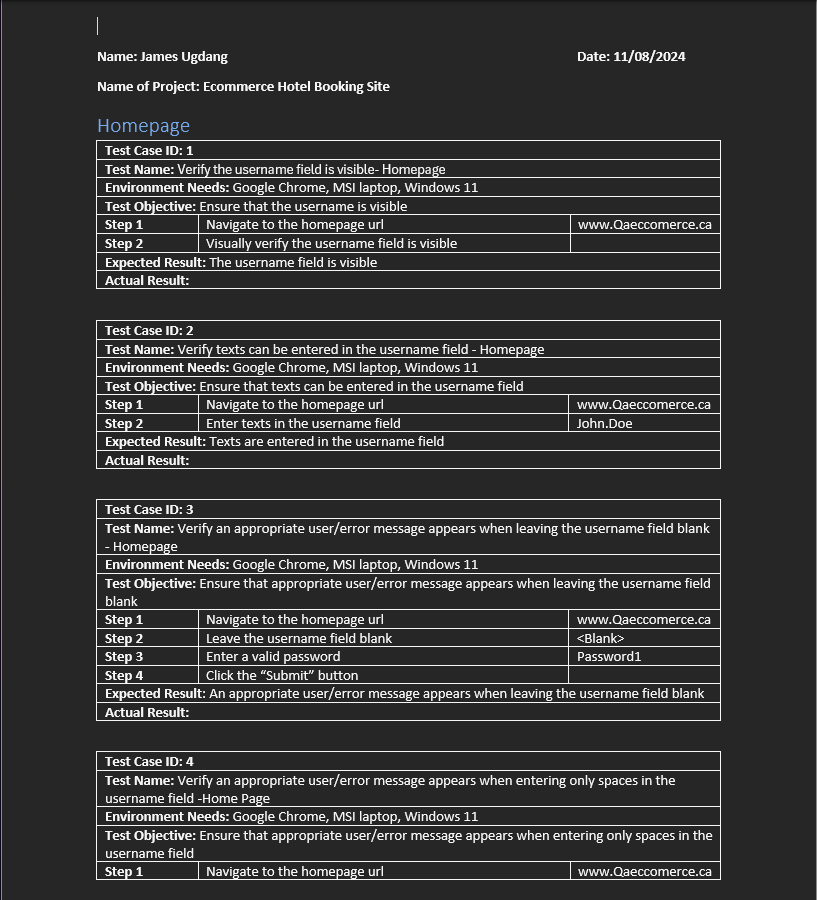 Name: James Ugdang Date: 11/08/2024
Name of Project: Ecommerce Hotel Booking Site
Homepage
Test Case ID: 1
Test Name: Verify the username field is visible- Homepage
Environment Needs: Google Chrome, MSI laptop, Windows 11
Test Objective: Ensure that the username is visible
Step 1 Navigate to the homepage url www.Qaeccomerce.ca
Step 2 Visually verify the username field is visible
Expected Result: The username field is visible
Actual Result:
Test Case ID: 2
Test Name: Verify texts can be entered in the username field - Homepage
Environment Needs: Google Chrome, MSI laptop, Windows 11
Test Objective: Ensure that texts can be entered in the username field
Step 1 Navigate to the homepage url www.Qaeccomerce.ca
Step 2 Enter texts in the username field John.Doe
Expected Result: Texts are entered in the username field
Actual Result:
Test Case ID: 3
Test Name: Verify an appropriate user/error message appears when leaving the username field blank
- Homepage
Environment Needs: Google Chrome, MSI laptop, Windows 11
Test Objective: Ensure that appropriate user/error message appears when leaving the username field
blank
Step 1 Navigate to the homepage url www.Qaeccomerce.ca
Step 2 Leave the username field blank <Blank>
Step 3 Enter a valid password Password1
Step 4 Click the “Submit” button
Expected Result: An appropriate user/error message appears when leaving the username field blank
Actual Result:
Test Case ID: 4
Test Name: Verify an appropriate user/error message appears when entering only spaces in the
username field -Home Page
Environment Needs: Google Chrome, MSI laptop, Windows 11
Test Objective: Ensure that appropriate user/error message appears when entering only spaces in the
username field
Step 1 Navigate to the homepage url www.Qaeccomerce.ca